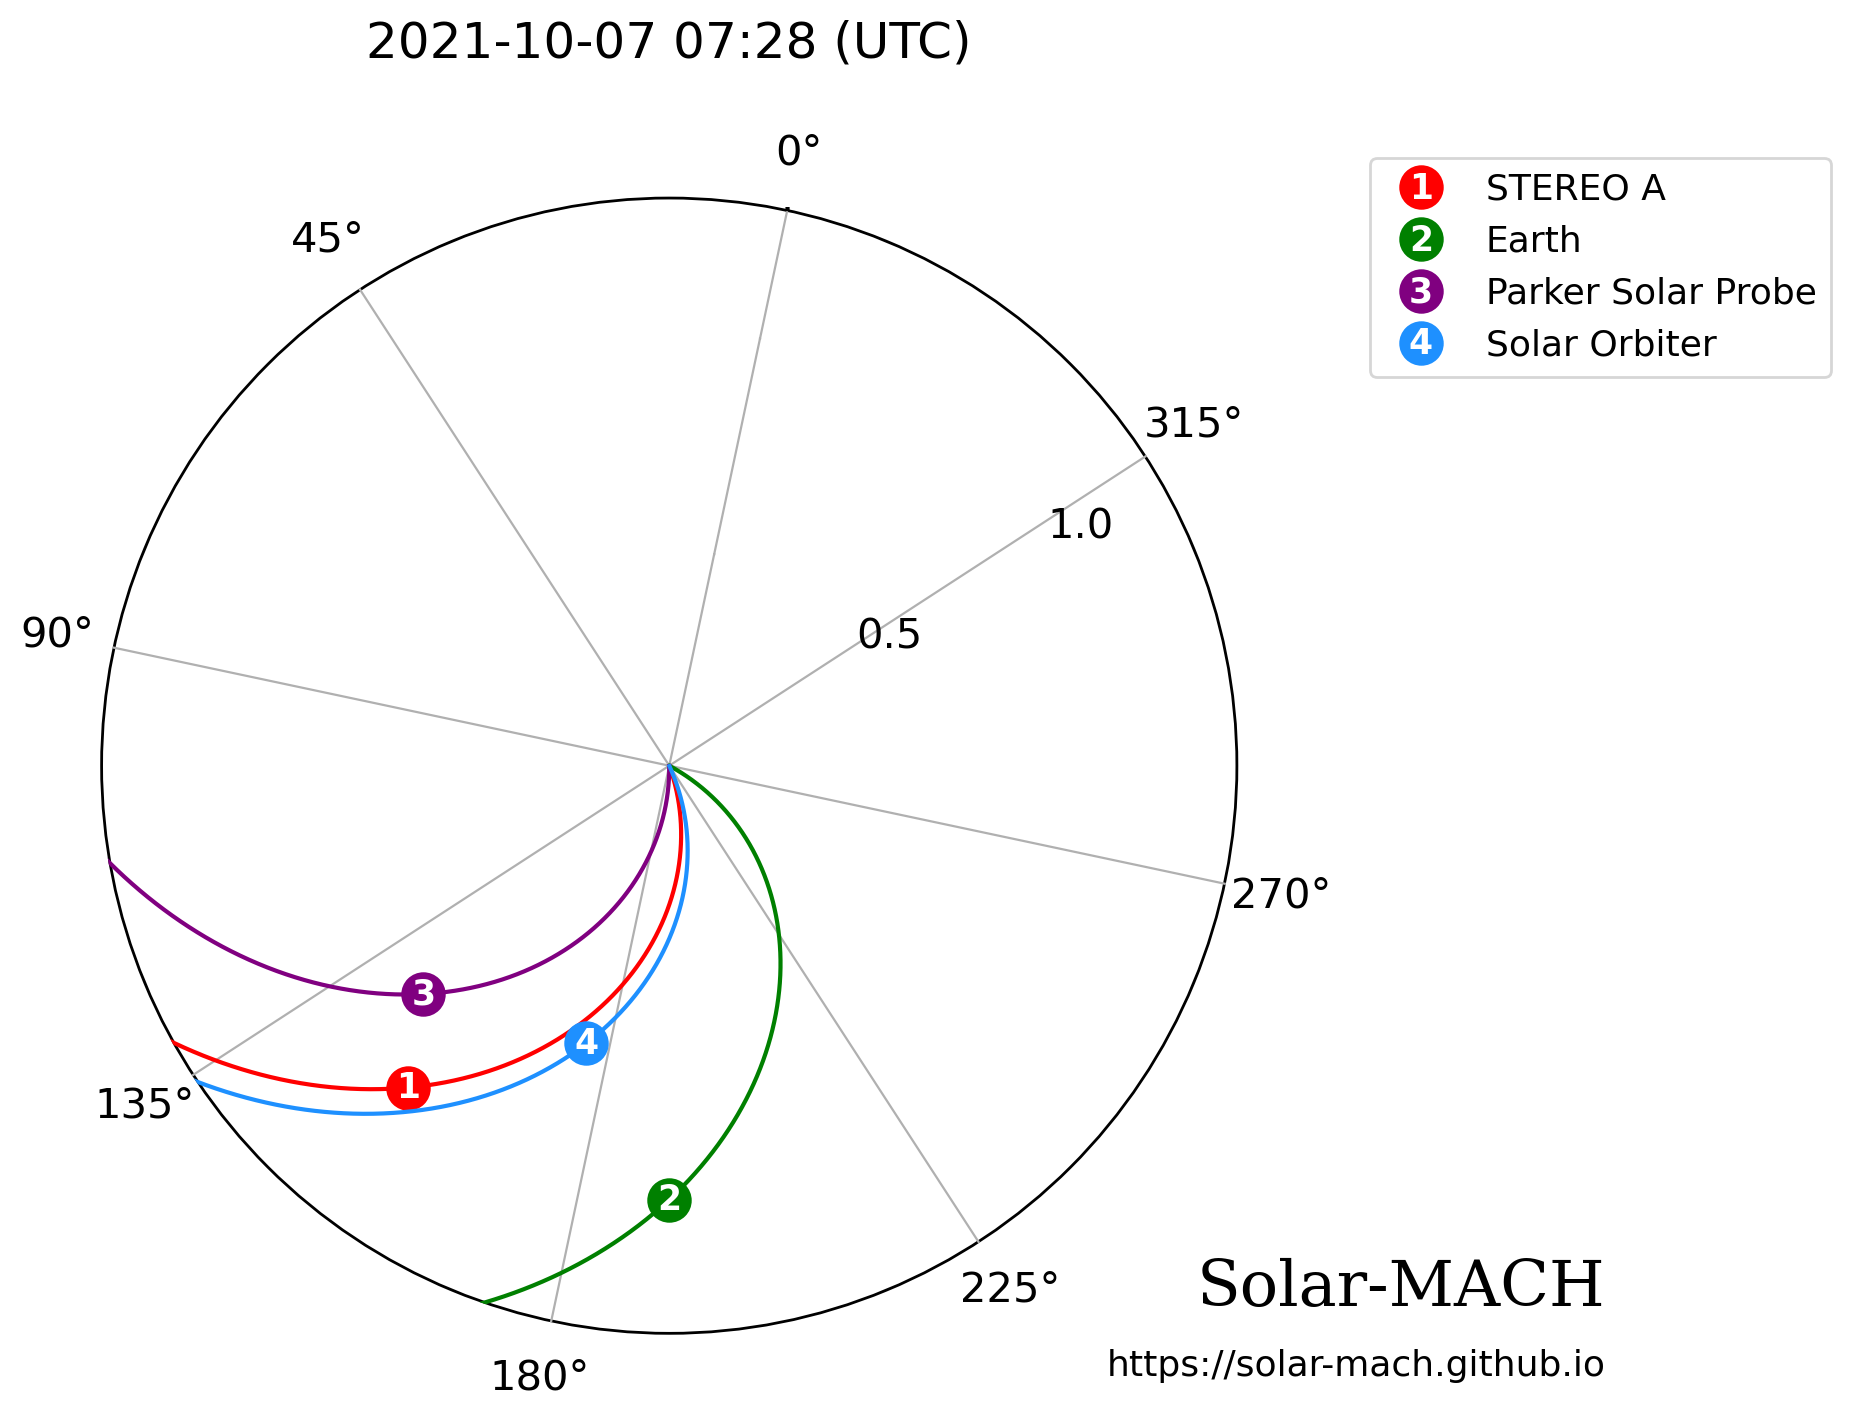 2021-10-07 07:28 (UTC)
0°
45°
315°
90°
1.0
0.5
270°
135°
225°
180°
1 STEREO A
2 Earth
3 Parker Solar Probe
4 Solar Orbiter
3
4
1
2
Solar-MACH
https://solar-mach.github.io